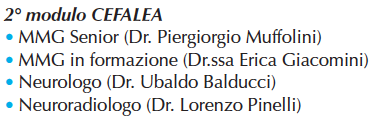 2° modulo CEFALEA
• MMG Senior (Dr. Piergiorgio Muffolini)
• MMG in formazione (Dr.ssa Erica Giacomini)
• Neurologo (Dr. Ubaldo Balducci)
• Neuroradiologo (Dr. Lorenzo Pinelli)